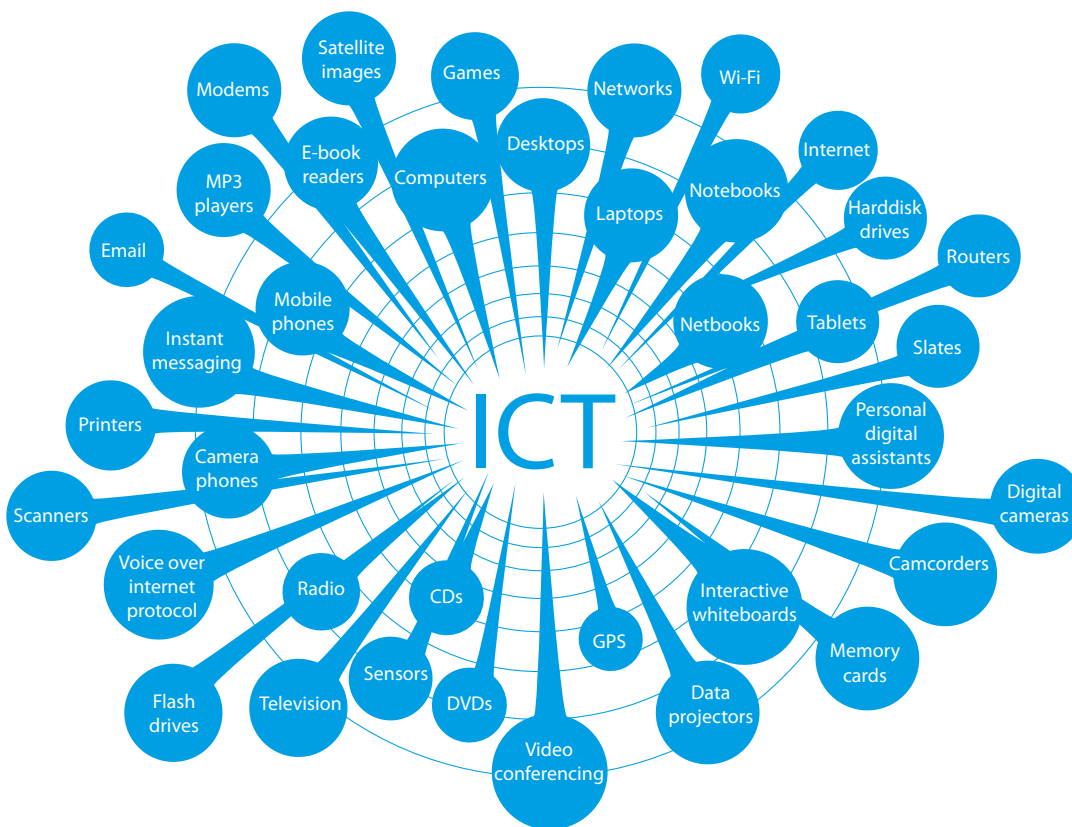 Satellite
images
Games
Wi-Fi
Modems
Networks
Desktops
Internet
E-book
readers
Computers
MP3
players
Notebooks
Laptops
Harddisk
drives
Email
Routers
Mobile
phones
Netbooks
Tablets
Instant
messaging
Slates
ICT
Printers
Personal
digital
assistants
Camera
phones
Scanners
Digital
cameras
Voice over
internet
protocol
Camcorders
Radio
CDs
Interactive
whiteboards
GPS
Memory
cards
Sensors
Flash
drives
Television
DVDs
Data
projectors
Video
conferencing